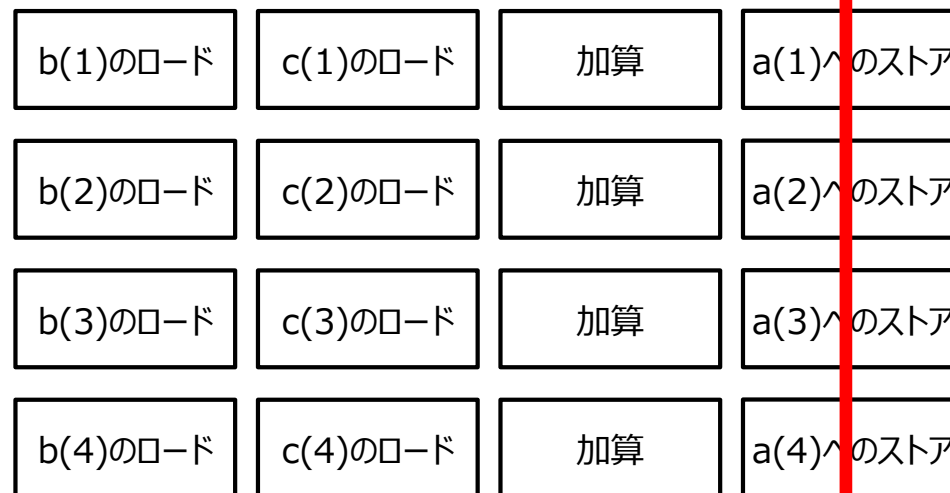 b(1)のロード c(1)のロード 加算 a(1)へのストア
b(2)のロード c(2)のロード 加算 a(2)へのストア
b(3)のロード c(3)のロード 加算 a(3)へのストア
b(4)のロード c(4)のロード 加算 a(4)へのストア